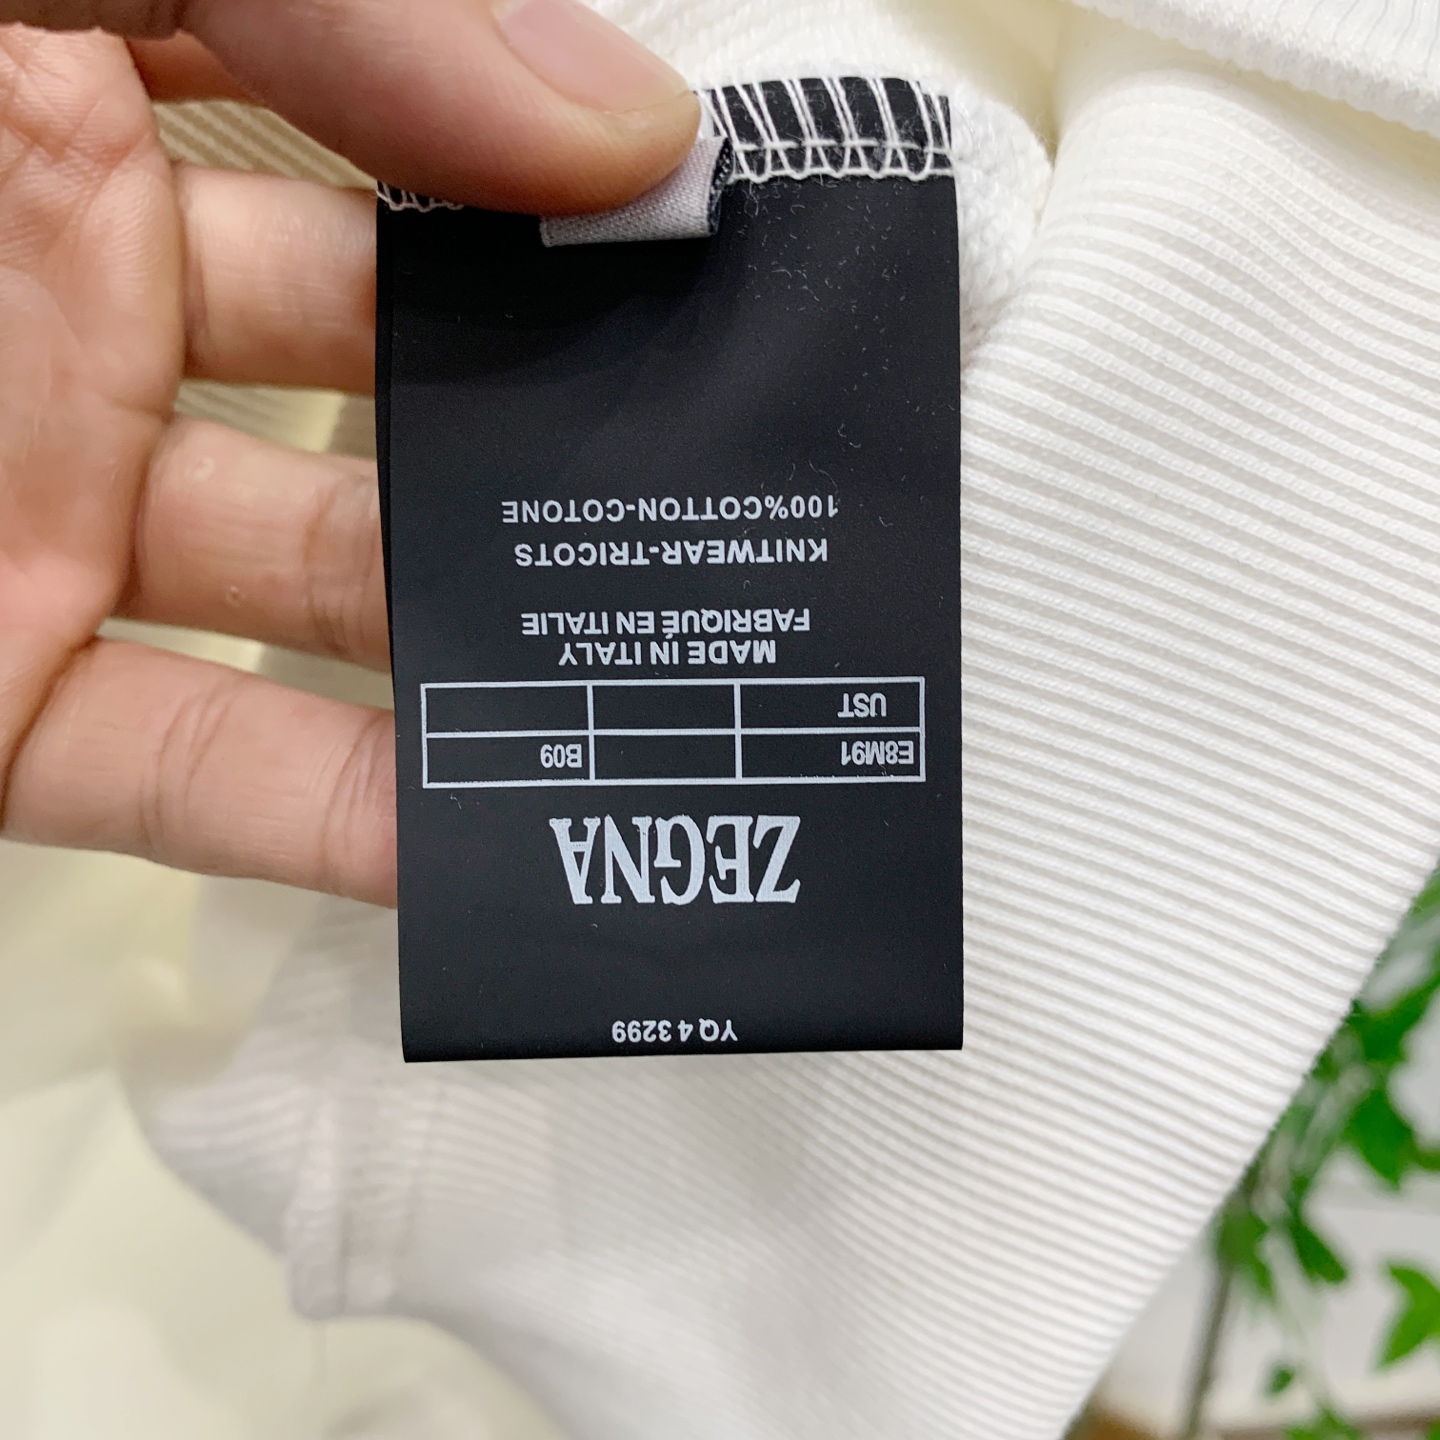 YQ 4 3299
ZEGNA
E8M91 B09
UST
MADE IN ITALY
FABRIQUÉ EN ITALIE
KNITWEAR-TRICOTS
100%COTTON-COTONE